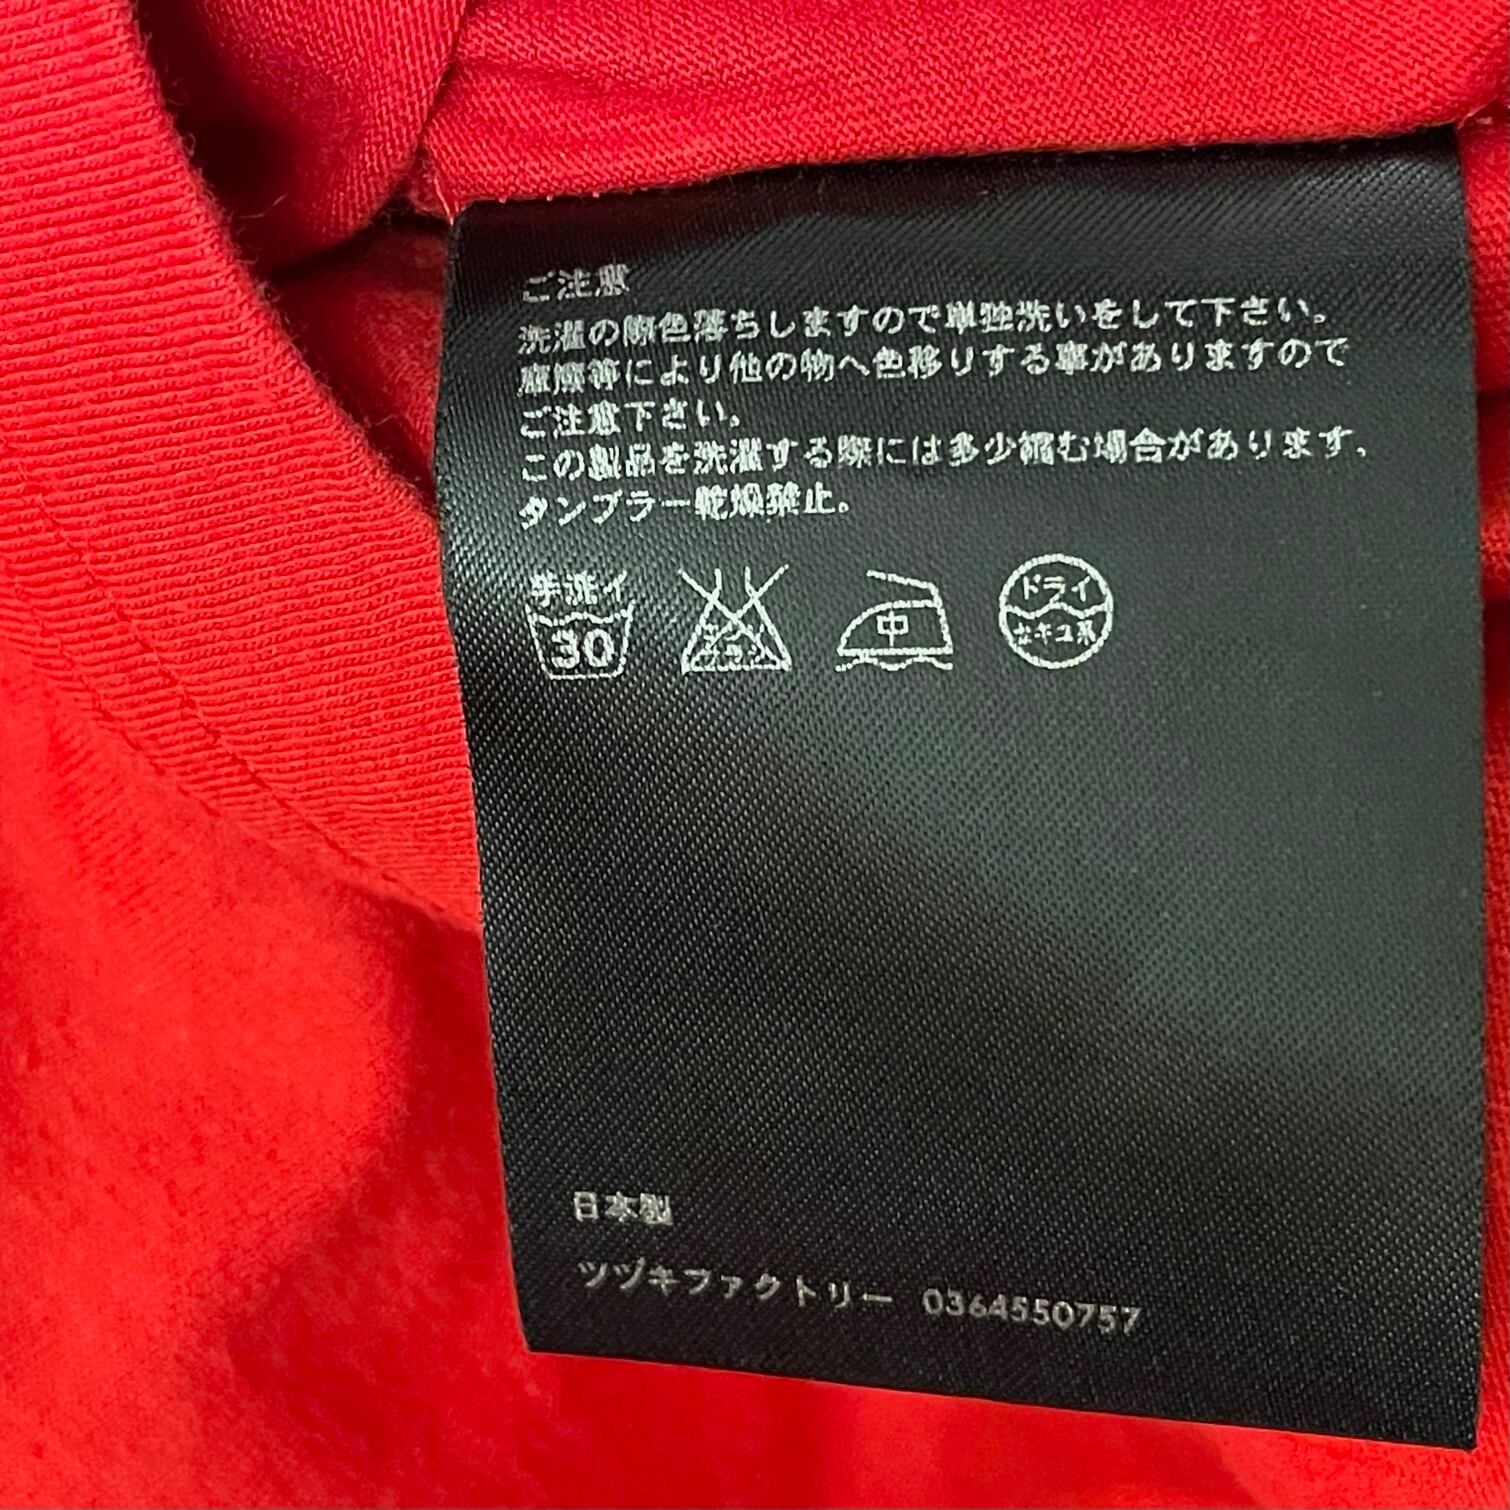 ご注意
洗濯の際色落ちしますので単独洗いをして下さい。
摩擦等により他の物へ色移りする事がありますので
ご注意下さい。
この製品を洗濯する際には多少縮む場合があります。
タンブラー乾燥禁止。
手洗イ
30
中
ドライ
セキユ系
日本製
ツヅキファクトリー 0364550757